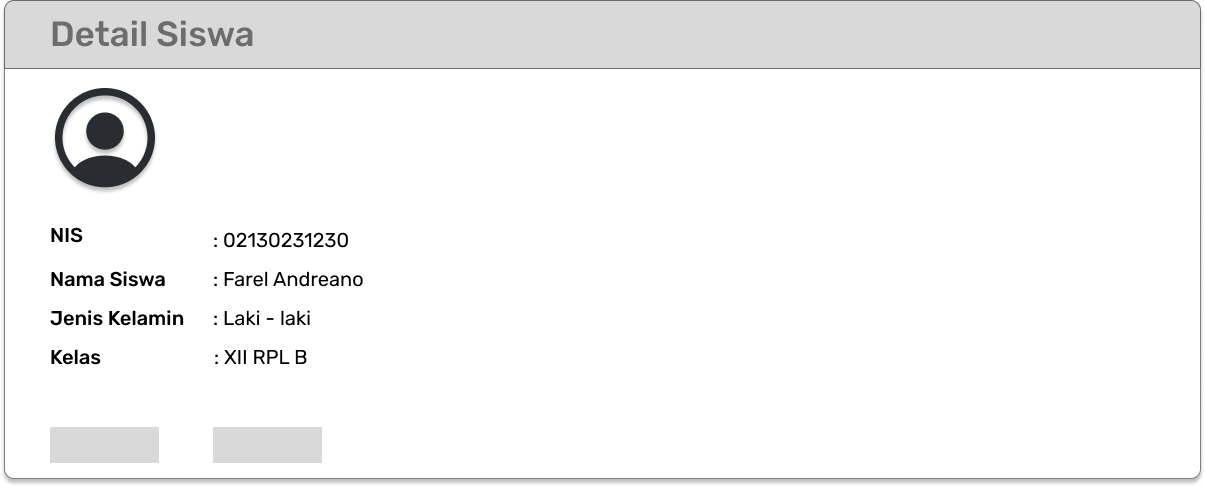 Detail Siswa
NIS : 02130231230
Nama Siswa : Farel Andreano
Jenis Kelamin : Laki - laki
Kelas : XII RPL B